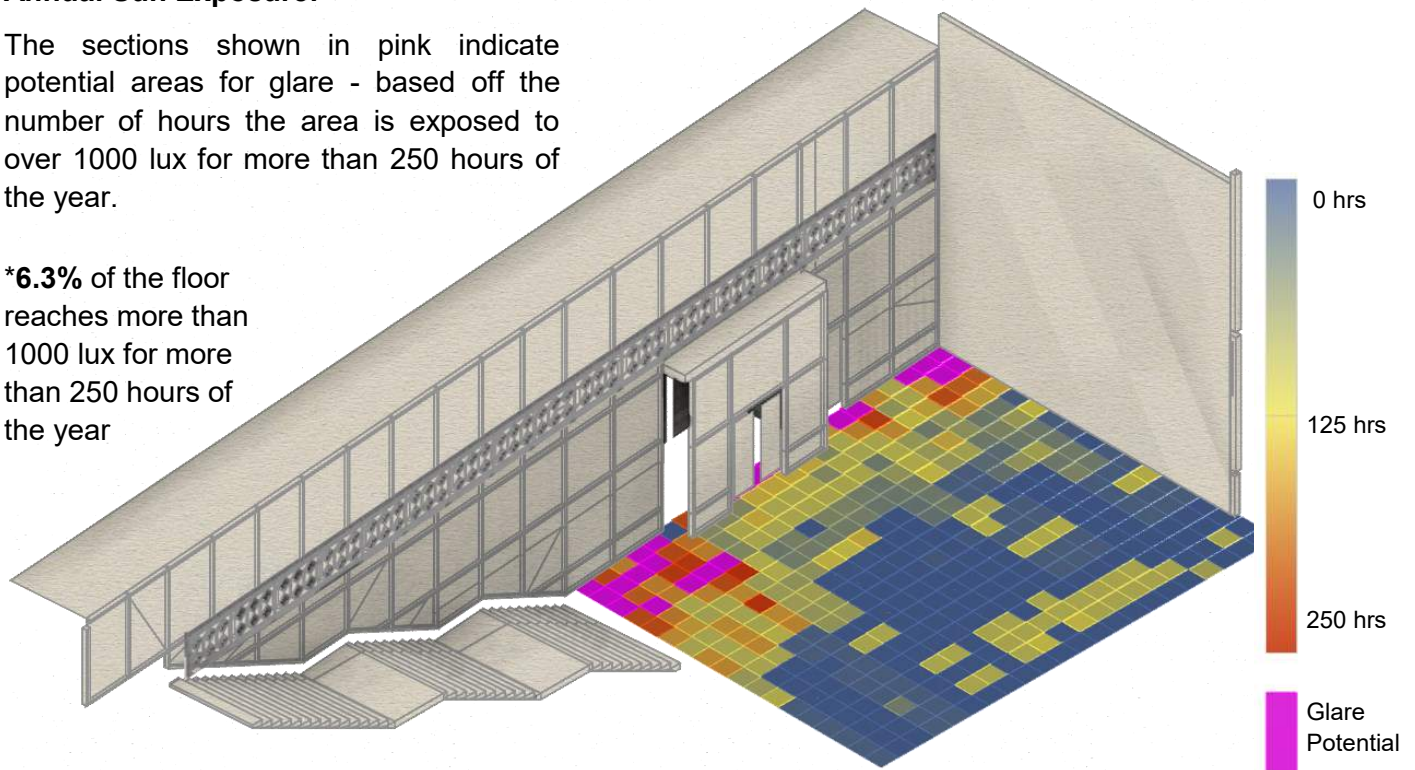 Annual Sun Exposure:
The sections shown in pink indicate
potential areas for glare - based off the
number of hours the area is exposed to
over 1000 lux for more than 250 hours of
the year.
*6.3% of the floor
reaches more than
1000 lux for more
than 250 hours of
the year
0 hrs
125 hrs
250 hrs
Glare
Potential